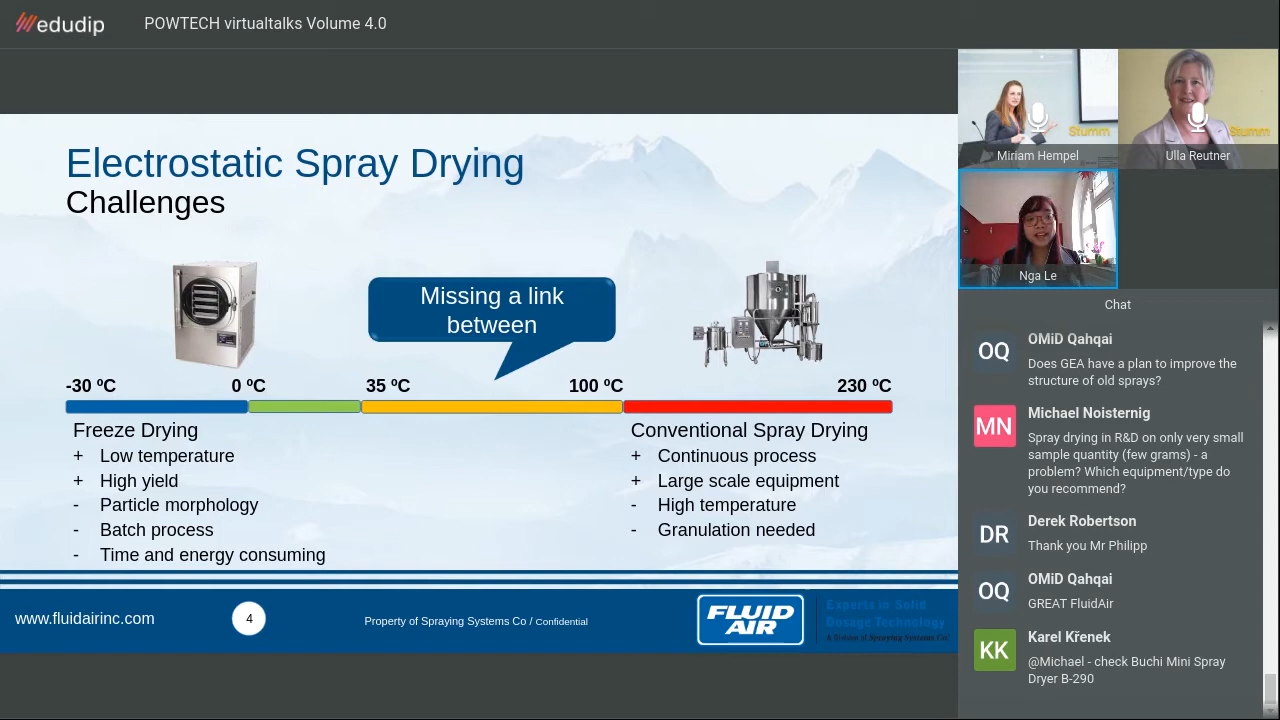 edudip
POWTECH virtualtalks Volume 4.0
Electrostatic Spray Drying
Challenges
Missing a link
between
-30 ºC
0 ºC
35 ºC
100 ºC
230 ºC
Freeze Drying
+ Low temperature
+ High yield
- Particle morphology
- Batch process
- Time and energy consuming
Conventional Spray Drying
+ Continuous process
+ Large scale equipment
- High temperature
- Granulation needed
www.fluidairinc.com
4
Property of Spraying Systems Co / Confidential
FLUID
AIR
Experts in Solid
Dosage Technology
A Division of Spraying Systems Co.
Stumm
Miriam Hempel
Stumm
Ulla Reutner
Nga Le
Chat
OQ
OMiD Qahqai
Does GEA have a plan to improve the
structure of old sprays?
MN
Michael Noisternig
Spray drying in R&D on only very small
sample quantity (few grams) - a
problem? Which equipment/type do
you recommend?
DR
Derek Robertson
Thank you Mr Philipp
OQ
OMiD Qahqai
GREAT FluidAir
KK
Karel Křenek
@Michael - check Buchi Mini Spray
Dryer B-290